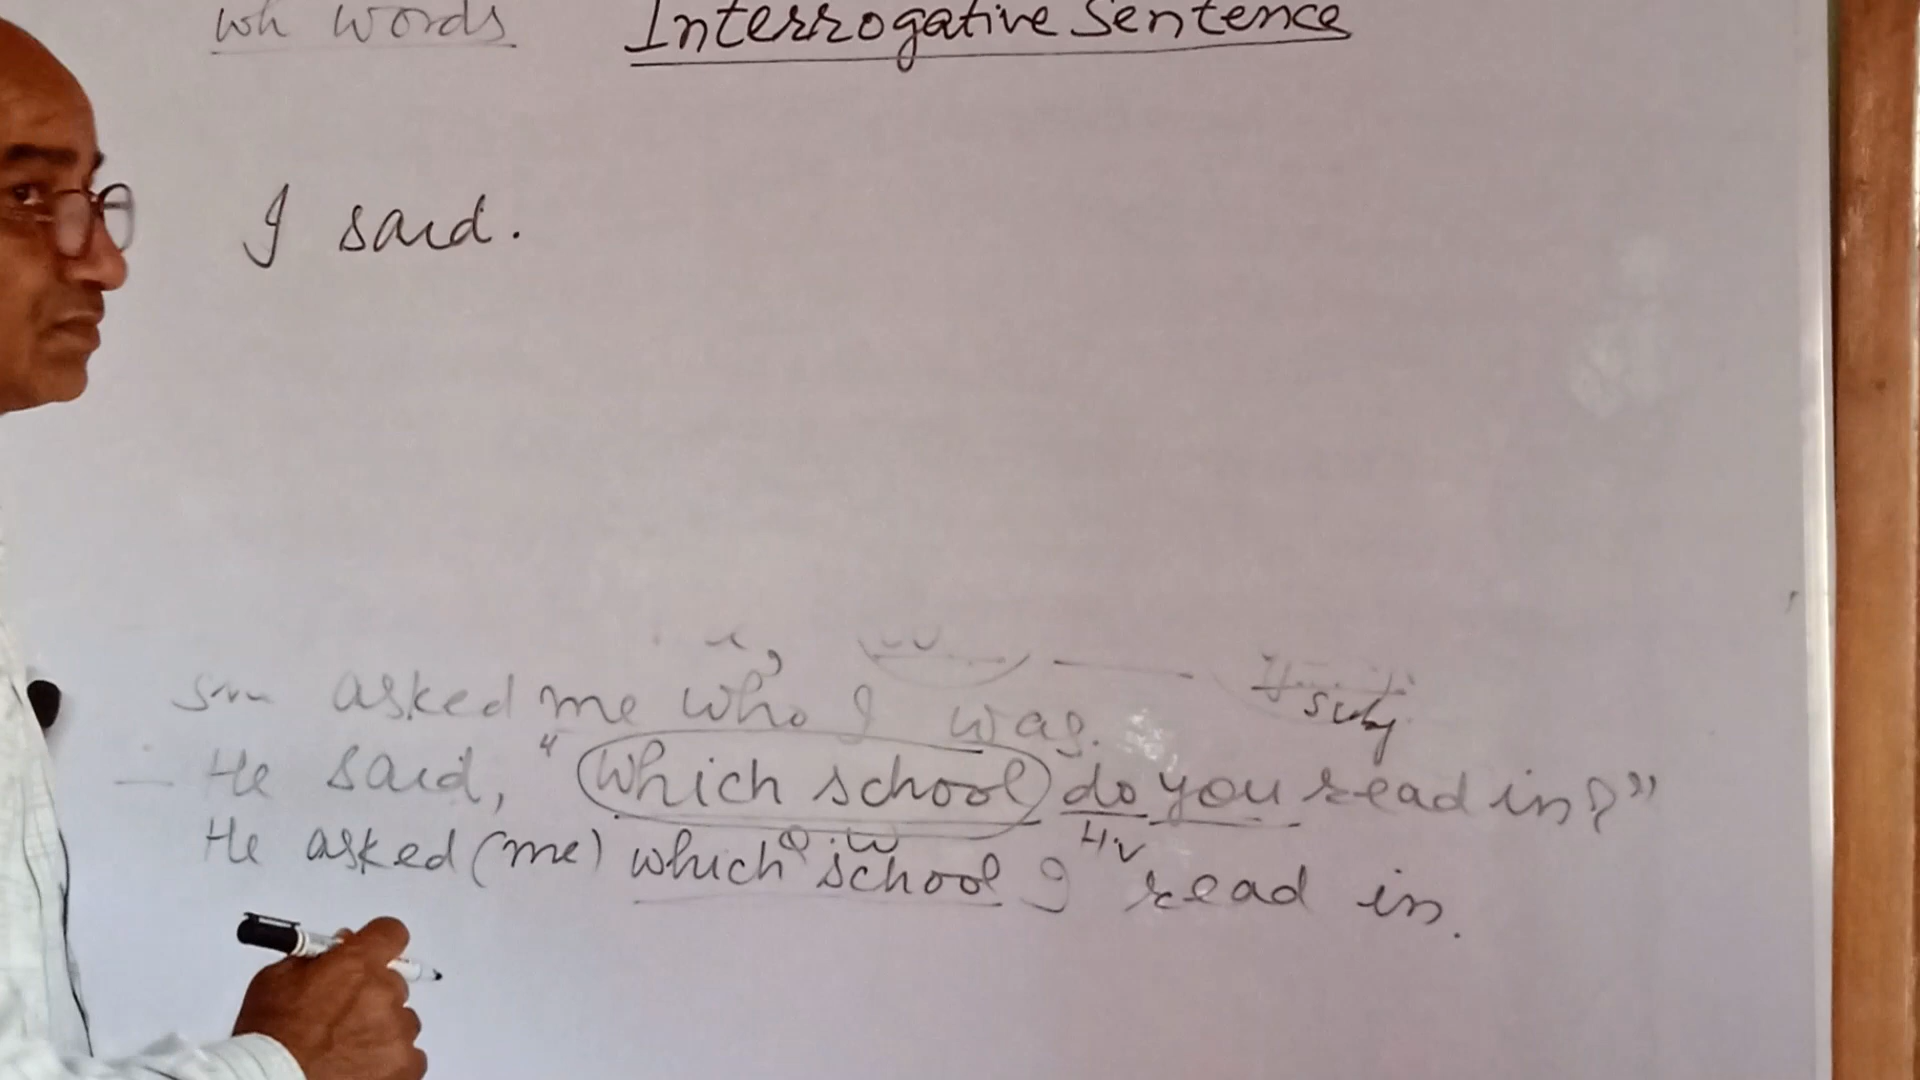 wh words Interrogative Sentence
I said.
asked me who I was.
Subj
He said, "Which school do you read in?"
Q.W H.V
He asked (me) which school I read in.